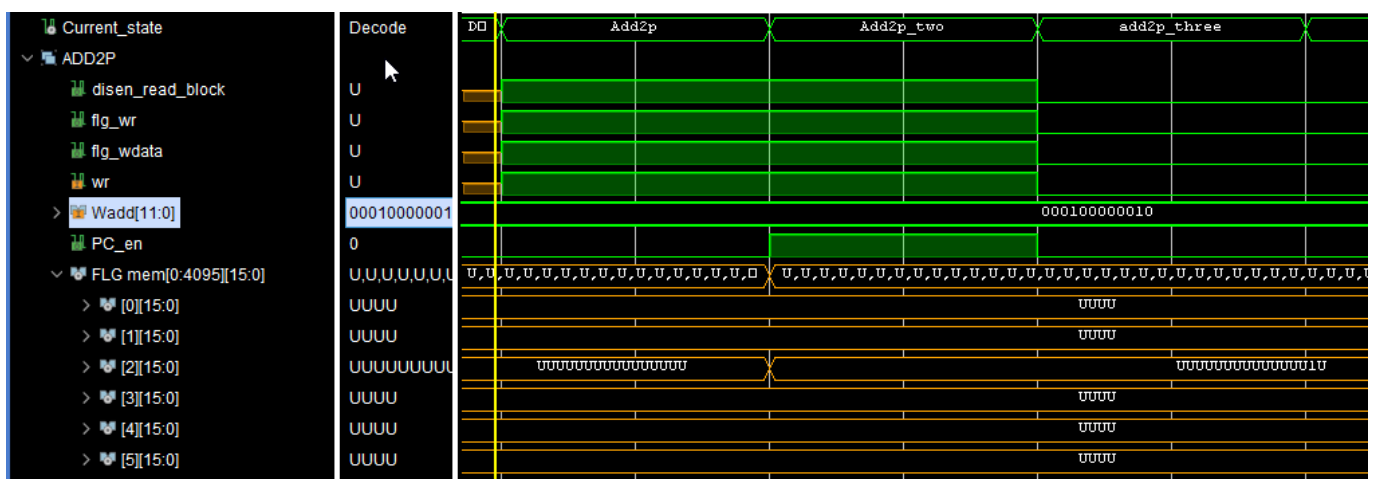 Current_state Decode D Add2p Add2p_two add2p_three
ADD2P
disen_read_block U
flg_wr U
flg_wdata U
wr U
Wadd[11:0] 00010000001 000100000010
PC_en 0
FLG mem[0:4095][15:0] U,U,U,U,U,U,U
[0][15:0] UUUU UUUU
[1][15:0] UUUU UUUU
[2][15:0] UUUUUUUUU UUUUUUUUUUUUUUUU UUUUUUUUUUUUUU1U
[3][15:0] UUUU UUUU
[4][15:0] UUUU UUUU
[5][15:0] UUUU UUUU